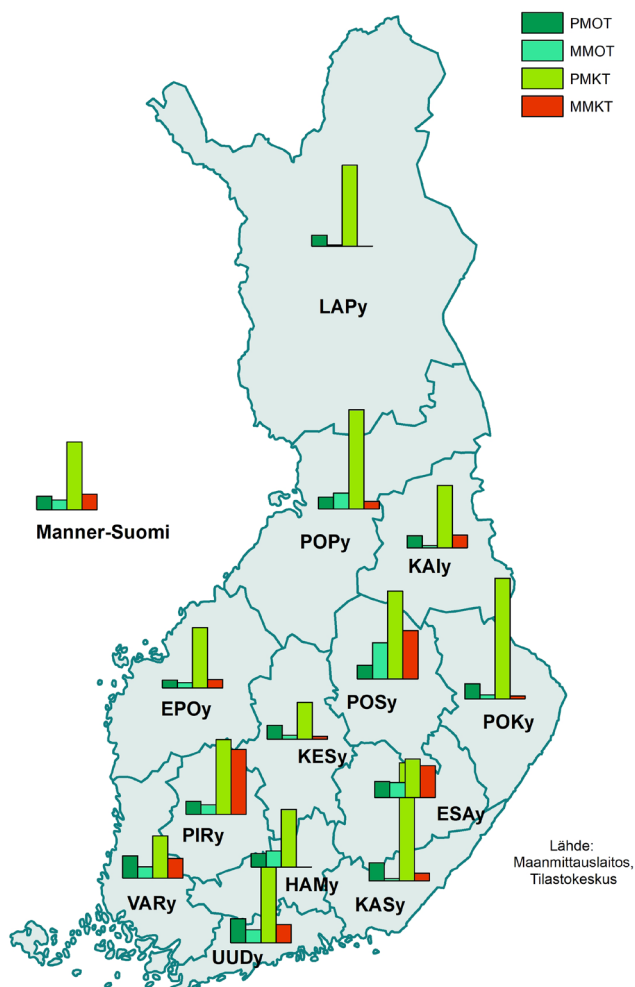 PMOT
MMOT
PMKT
MMKT
LAPy
Manner-Suomi
POPy
KAIy
EPOy
POSy
POKy
KESy
ESAy
PIRy
Lähde:
Maanmittauslaitos,
Tilastokeskus
HAMy
KASy
VARy
UUDy